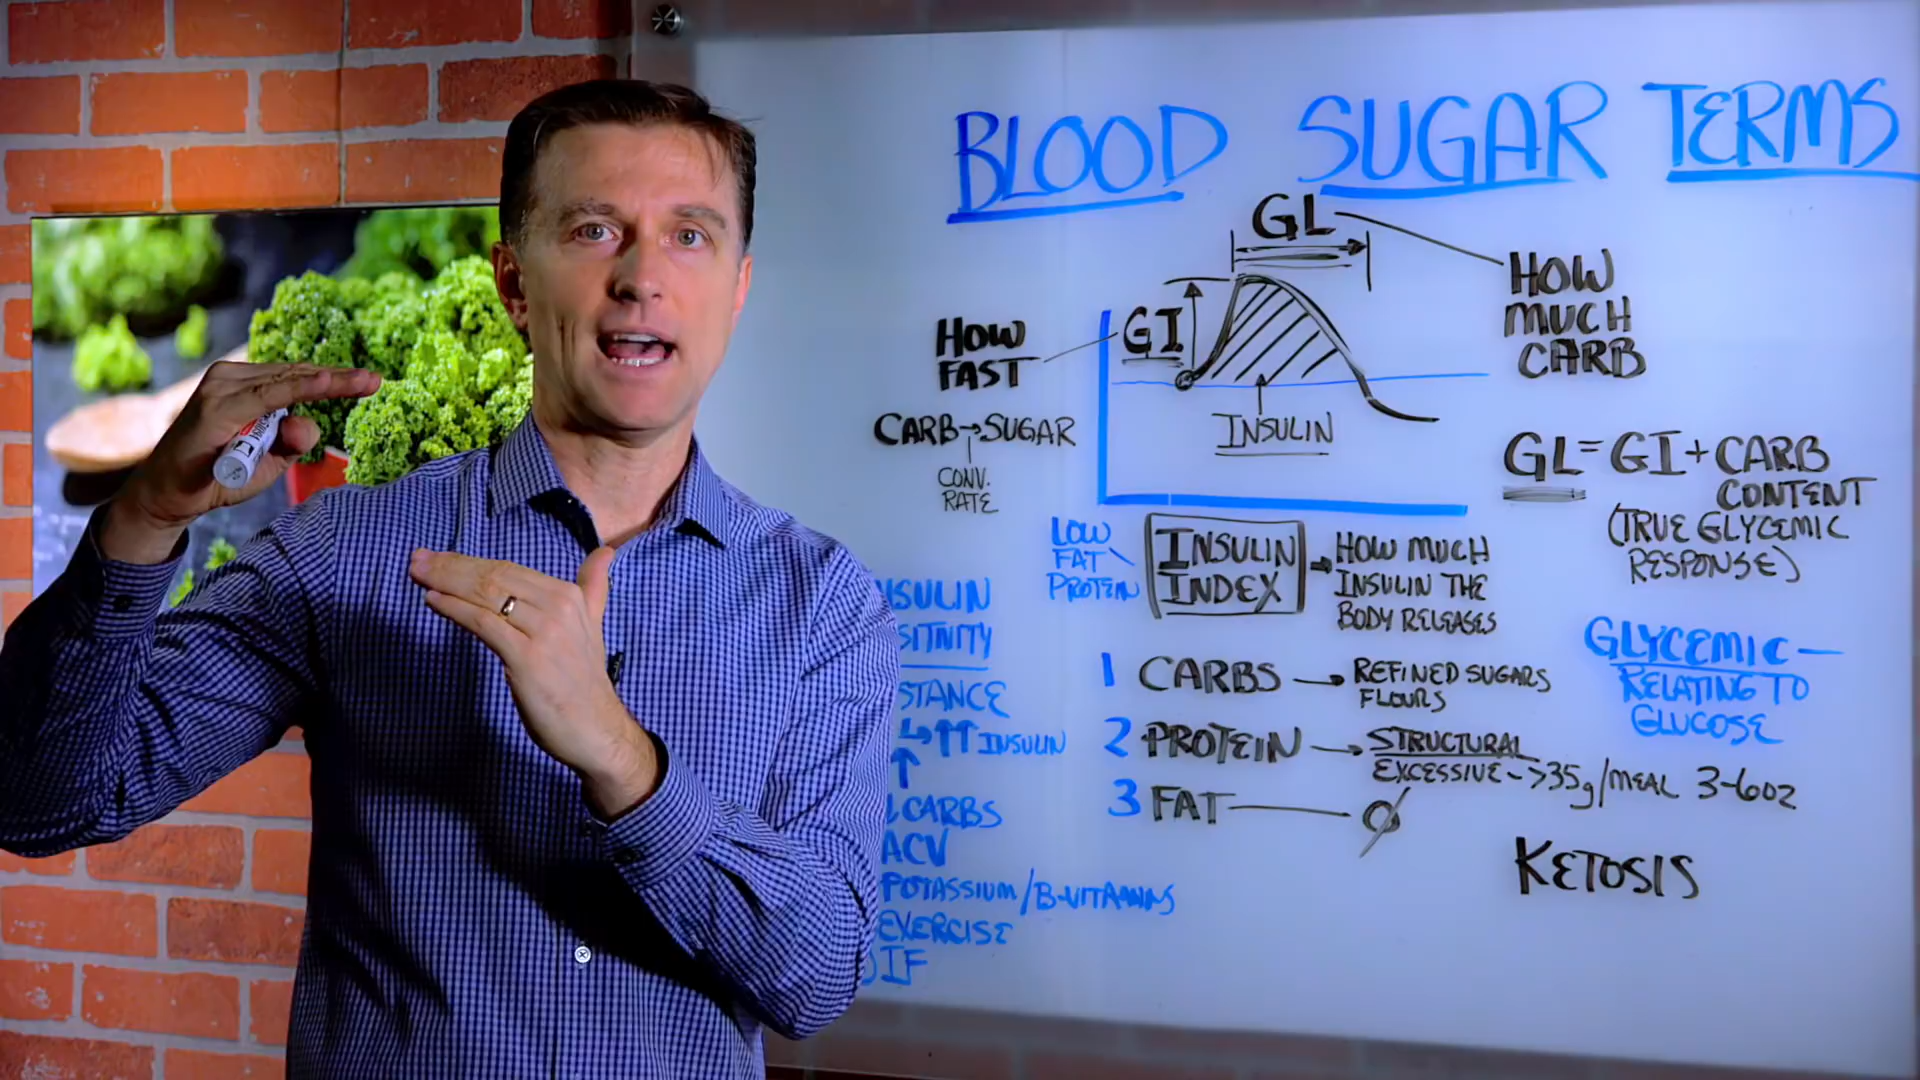 BLOOD SUGAR TERMS
GL
HOW
MUCH
CARB
HOW
FAST
GI
CARB→SUGAR
CONV.
RATE
INSULIN
GL=GI+CARB
CONTENT
(TRUE GLYCEMIC
RESPONSE)
LOW
FAT
PROTEIN
INSULIN
INDEX
→HOW MUCH
INSULIN THE
BODY RELEASES
GLYCEMIC—
RELATING TO
GLUCOSE
1 CARBS → REFINED SUGARS
FLOURS
2 PROTEIN → STRUCTURAL
EXCESSIVE ->35g/MEAL 3-6OZ
3 FAT
KETOSIS
↑↑ INSULIN
↑
CARBS
ACV
POTASSIUM/B-VITAMINS
EXERCISE
IF